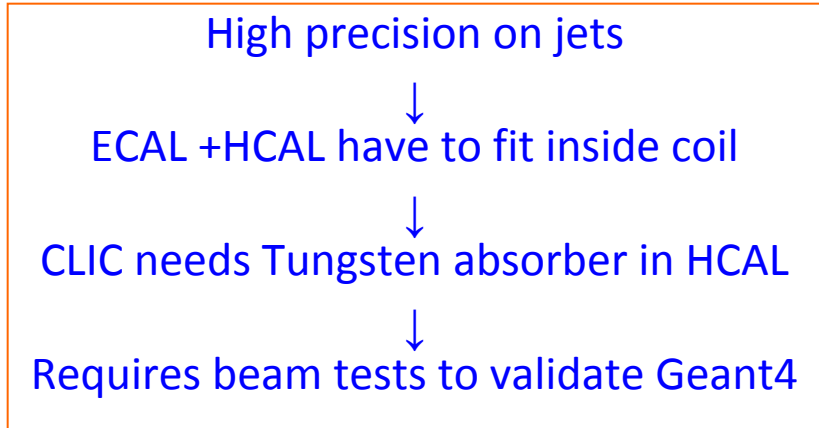 High precision on jets
↓
ECAL +HCAL have to fit inside coil
↓
CLIC needs Tungsten absorber in HCAL
↓
Requires beam tests to validate Geant4